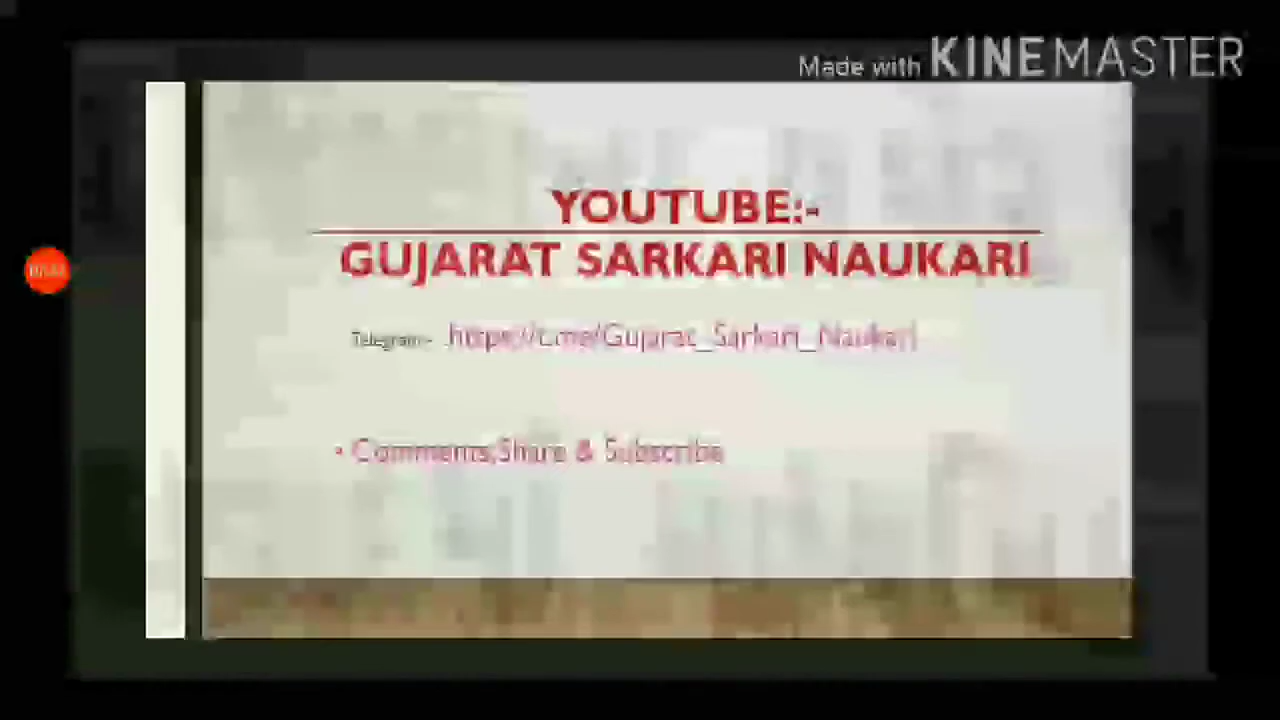 Made with KINEMASTER
YOUTUBE:-
GUJARAT SARKARI NAUKARI
Telegram:- https://t.me/Gujarat_Sarkari_Naukari
• Comments,Share & Subscribe